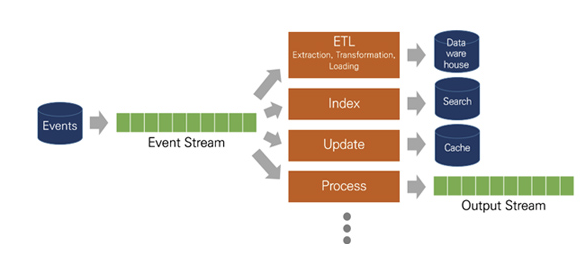 Events
Event Stream
ETL
Extraction, Transformation,
Loading
Data
ware
house
Index
Search
Update
Cache
Process
Output Stream